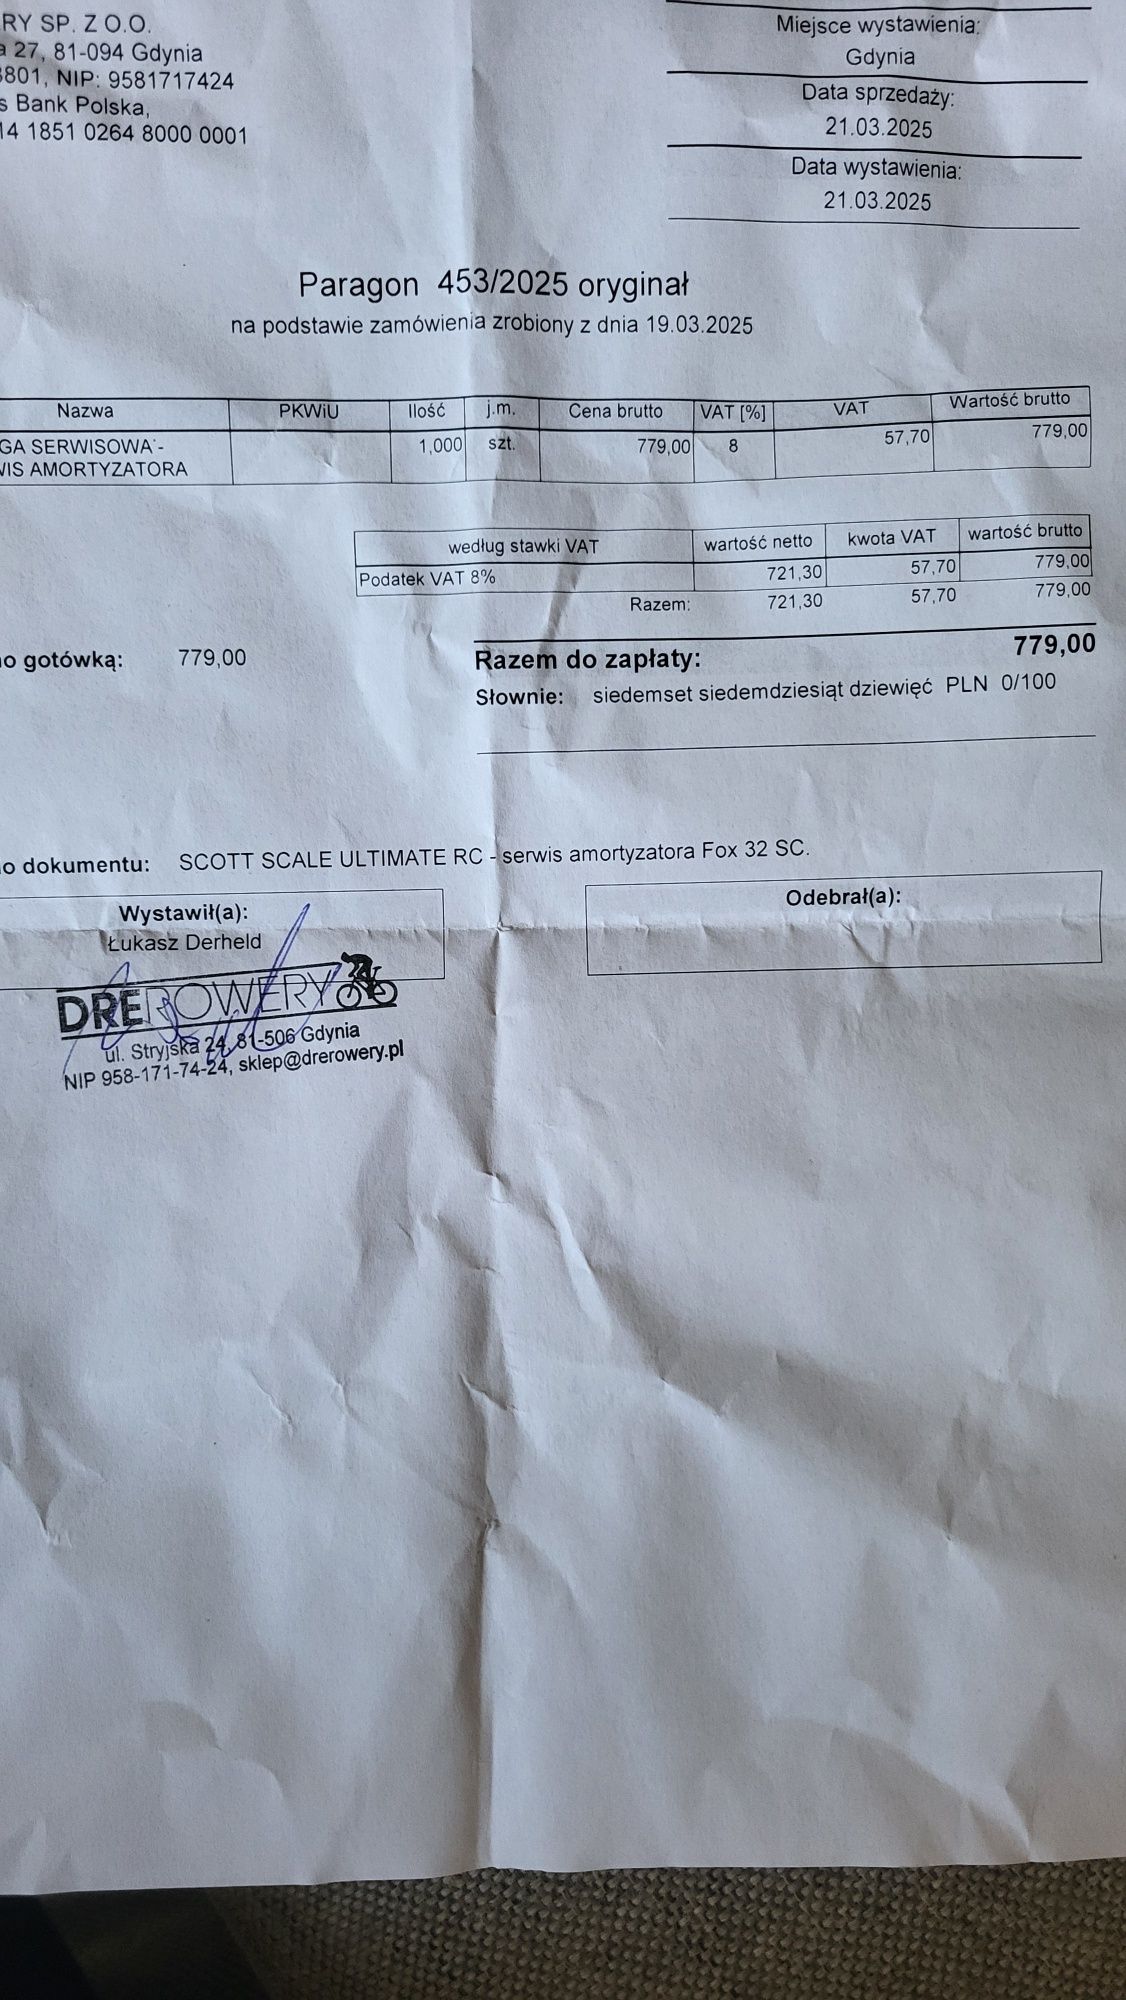 RY SP. Z O.O.
a 27, 81-094 Gdynia
8801, NIP: 9581717424
s Bank Polska,
14 1851 0264 8000 0001
Miejsce wystawienia:
Gdynia
Data sprzedaży:
21.03.2025
Data wystawienia:
21.03.2025
Paragon 453/2025 oryginał
na podstawie zamówienia zrobiony z dnia 19.03.2025
Nazwa PKWiU Ilość j.m. Cena brutto VAT [%] VAT Wartość brutto
GA SERWISOWA - 1,000 szt. 779,00 8 57,70 779,00
WIS AMORTYZATORA
według stawki VAT wartość netto kwota VAT wartość brutto
Podatek VAT 8% 721,30 57,70 779,00
Razem: 721,30 57,70 779,00
no gotówką: 779,00
Razem do zapłaty: 779,00
Słownie: siedemset siedemdziesiąt dziewięć PLN 0/100
o dokumentu: SCOTT SCALE ULTIMATE RC - serwis amortyzatora Fox 32 SC.
Wystawił(a):
Łukasz Derheld
Odebrał(a):
DREROWERY
ul. Stryjska 24, 81-506 Gdynia
NIP 958-171-74-24, sklep@drerowery.pl